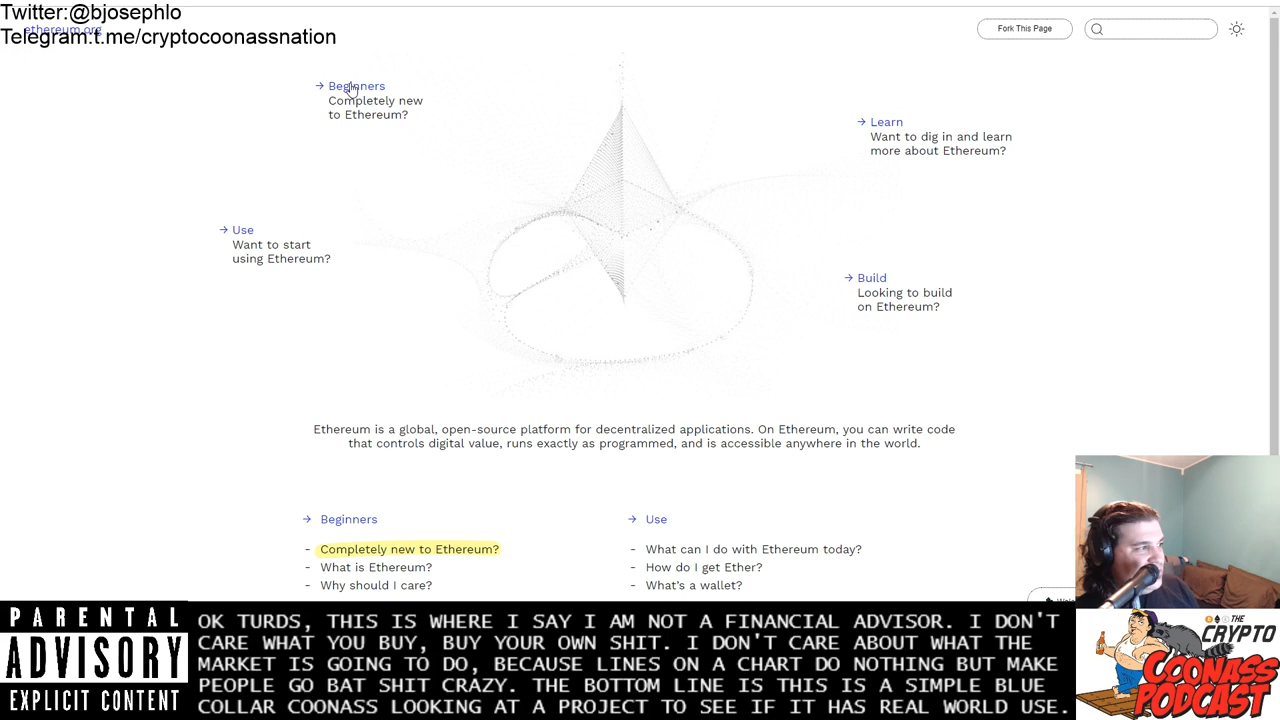 Twitter:@bjosephlo
ethereum.org
Telegram:t.me/cryptocoonassnation
Fork This Page
Beginners
Completely new
to Ethereum?
Learn
Want to dig in and learn
more about Ethereum?
Use
Want to start
using Ethereum?
Build
Looking to build
on Ethereum?
Ethereum is a global, open-source platform for decentralized applications. On Ethereum, you can write code
that controls digital value, runs exactly as programmed, and is accessible anywhere in the world.
Beginners
- Completely new to Ethereum?
- What is Ethereum?
- Why should I care?
Use
- What can I do with Ethereum today?
- How do I get Ether?
- What's a wallet?
PARENTAL
ADVISORY
EXPLICIT CONTENT
OK TURDS, THIS IS WHERE I SAY I AM NOT A FINANCIAL ADVISOR. I DON'T
CARE WHAT YOU BUY, BUY YOUR OWN SHIT. I DON'T CARE ABOUT WHAT THE
MARKET IS GOING TO DO, BECAUSE LINES ON A CHART DO NOTHING BUT MAKE
PEOPLE GO BAT SHIT CRAZY. THE BOTTOM LINE IS THIS IS A SIMPLE BLUE
COLLAR COONASS LOOKING AT A PROJECT TO SEE IF IT HAS REAL WORLD USE.
THE
CRYPTO
COONASS
PODCAST